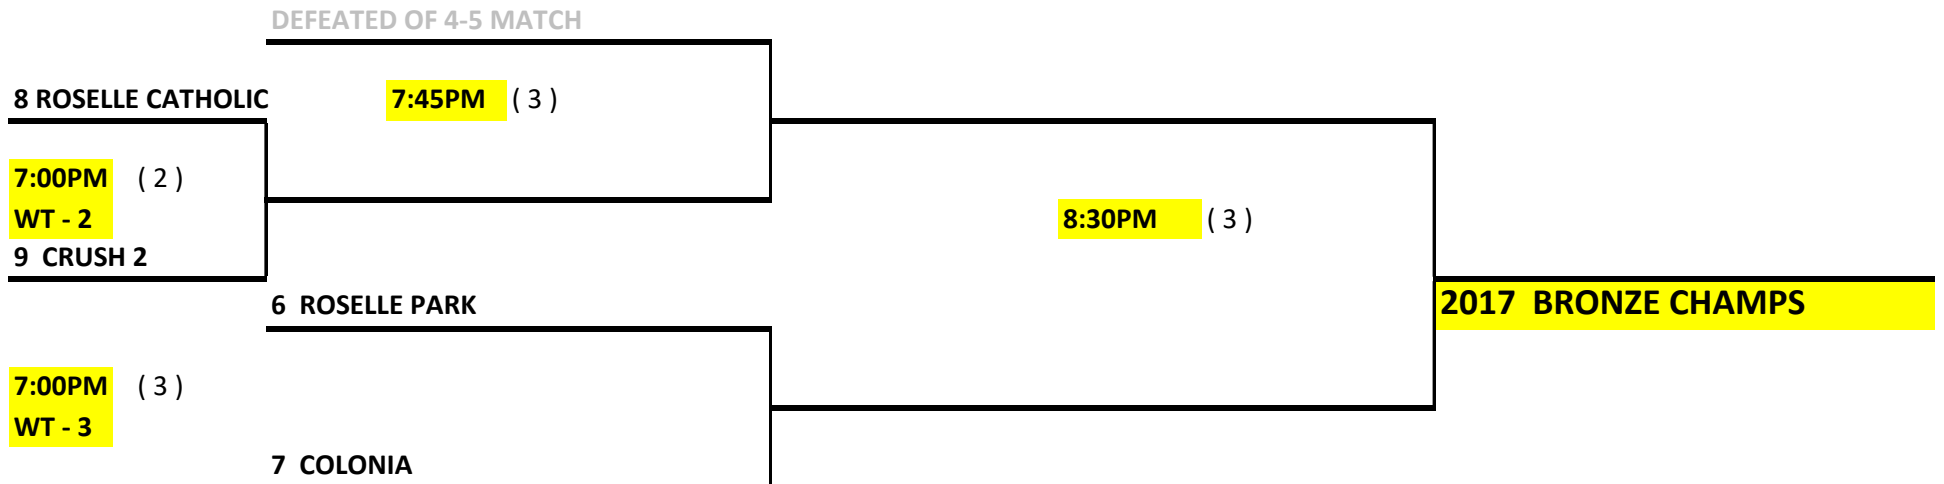 DEFEATED OF 4-5 MATCH
8 ROSELLE CATHOLIC
7:45PM ( 3 )
7:00PM ( 2 )
WT - 2
8:30PM ( 3 )
9 CRUSH 2
6 ROSELLE PARK
2017 BRONZE CHAMPS
7:00PM ( 3 )
WT - 3
7 COLONIA